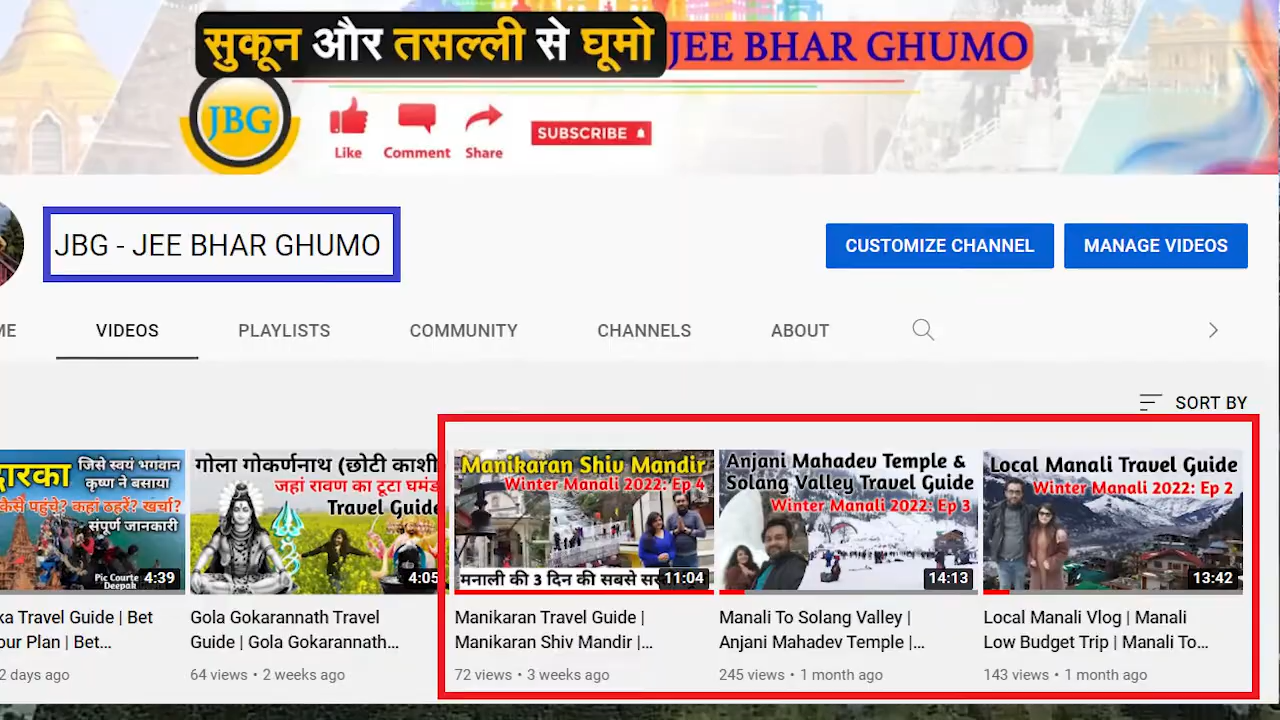 सुकून और तसल्ली से घूमो JEE BHAR GHUMO
JBG
Like Comment Share
SUBSCRIBE
JBG - JEE BHAR GHUMO
CUSTOMIZE CHANNEL MANAGE VIDEOS
ME VIDEOS PLAYLISTS COMMUNITY CHANNELS ABOUT
SORT BY
द्वारका जिसे स्वयं भगवान
कृष्ण ने बसाया
कैसे पहुंचे? कहां ठहरें? खर्चा?
संपूर्ण जानकारी
Pic Courte
Deepak
4:39
गोला गोकर्णनाथ (छोटी काशी
जहां रावण का टूटा घमंड
Travel Guide
4:05
Manikaran Shiv Mandir
Winter Manali 2022: Ep 4
मनाली की 3 दिन की सबसे
11:04
Anjani Mahadev Temple &
Solang Valley Travel Guide
Winter Manali 2022: Ep 3
14:13
Local Manali Travel Guide
Winter Manali 2022: Ep 2
13:42
ka Travel Guide | Bet
our Plan | Bet...
2 days ago
Gola Gokarannath Travel
Guide | Gola Gokarannath...
64 views • 2 weeks ago
Manikaran Travel Guide |
Manikaran Shiv Mandir |...
72 views • 3 weeks ago
Manali To Solang Valley |
Anjani Mahadev Temple |...
245 views • 1 month ago
Local Manali Vlog | Manali
Low Budget Trip | Manali To...
143 views • 1 month ago